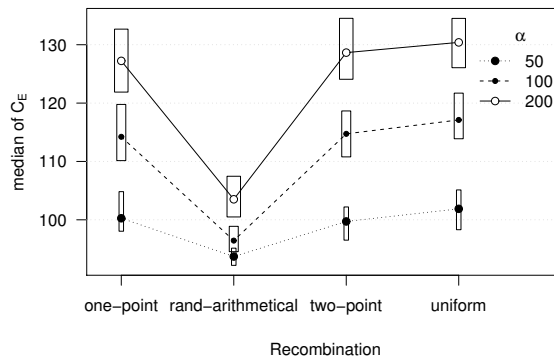 median of C_E
130
120
110
100
α
50
100
200
one−point rand−arithmetical two−point uniform
Recombination